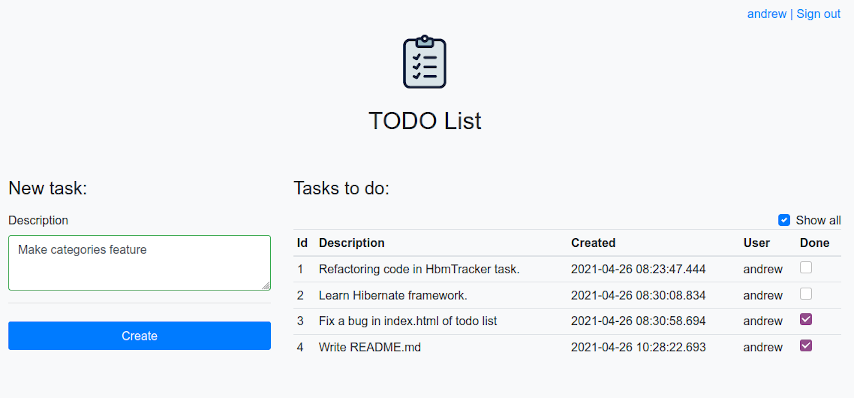 andrew | Sign out
TODO List
New task:
Tasks to do:
Description
Show all
Make categories feature
Create
Id Description Created User Done
1 Refactoring code in HbmTracker task. 2021-04-26 08:23:47.444 andrew
2 Learn Hibernate framework. 2021-04-26 08:30:08.834 andrew
3 Fix a bug in index.html of todo list 2021-04-26 08:30:58.694 andrew
4 Write README.md 2021-04-26 10:28:22.693 andrew